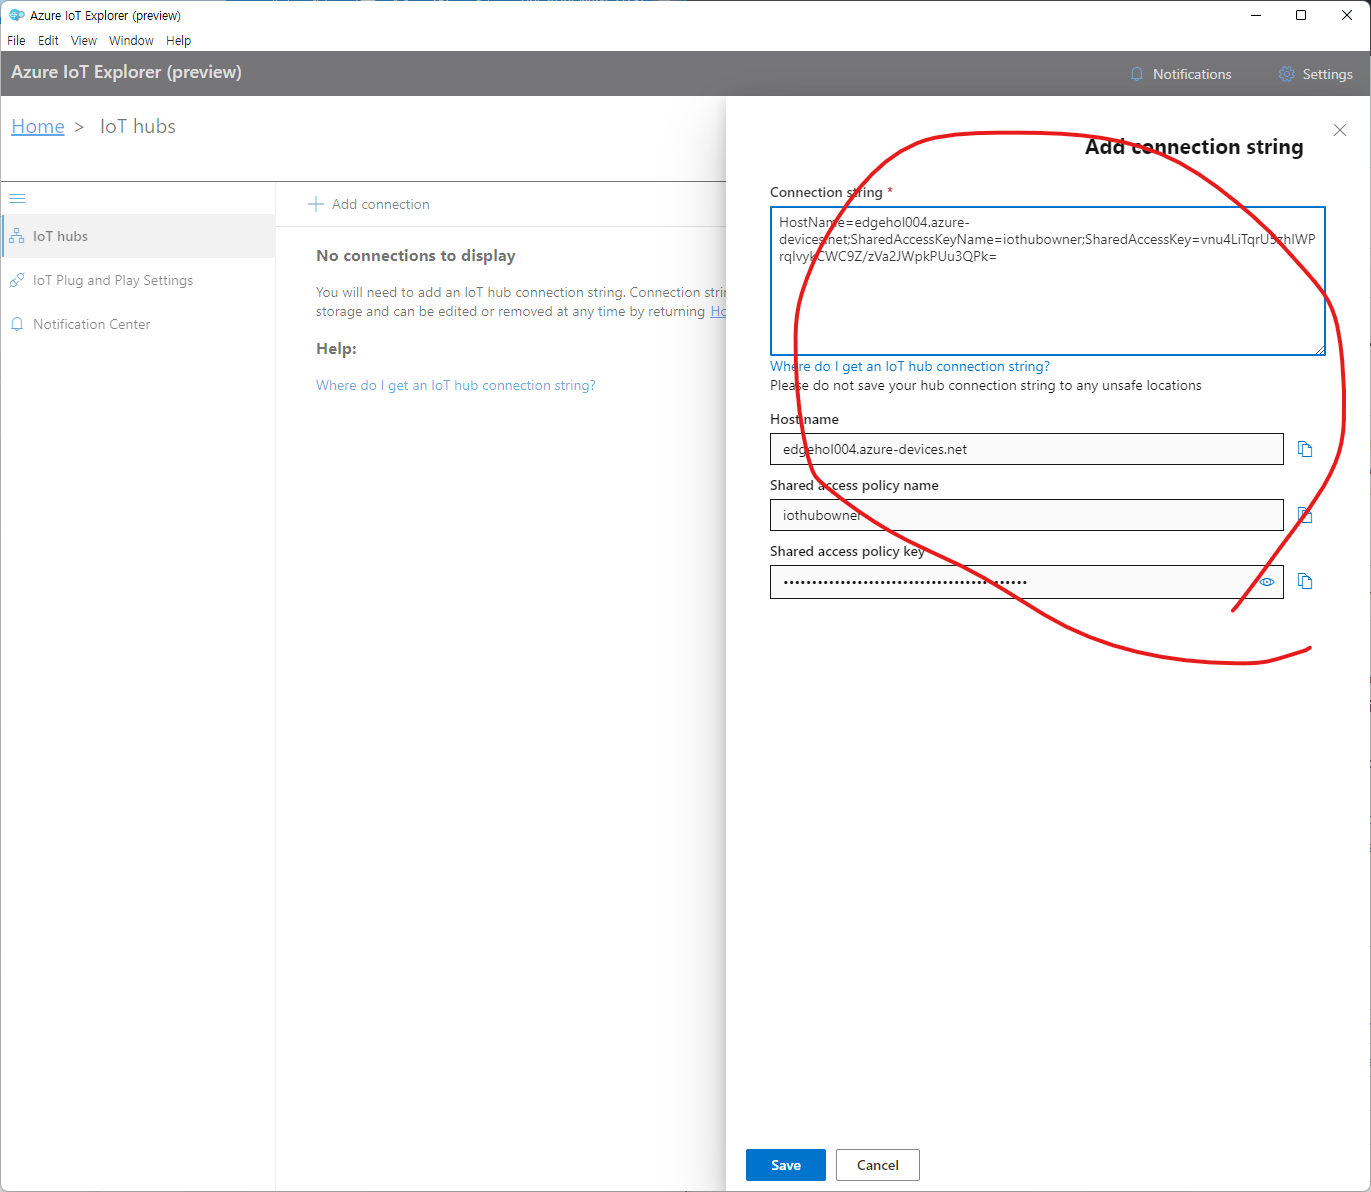 Azure IoT Explorer (preview)
File Edit View Window Help
Azure IoT Explorer (preview)
Notifications
Settings
Home > IoT hubs
IoT hubs
IoT Plug and Play Settings
Notification Center
Add connection
No connections to display
You will need to add an IoT hub connection string. Connection
storage and can be edited or removed at any time by returning
Help:
Where do I get an IoT hub connection string?
Add connection string
Connection string *
HostName=edgehol004.azure-
devices.net;SharedAccessKeyName=iothubowner;SharedAccessKey=
Where do I get an IoT hub connection string?
Please do not save your hub connection string to any unsafe locations
Host name
edgehol004.azure-devices.net
Shared access policy name
iothubowner
Shared access policy key
Save
Cancel